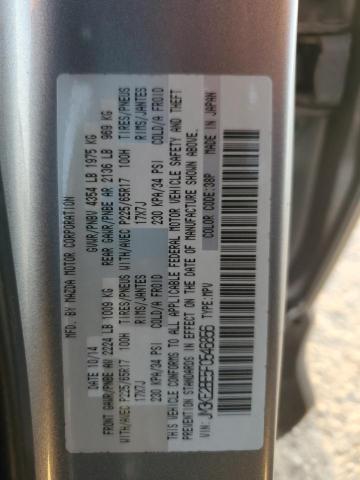 MFD. BY MAZDA MOTOR CORPORATION
DATE 10/14 GVWR/PNBV 4354 LB 1975 KG
FRONT GAWR/PNBE AV 2224 LB 1009 KG REAR GAWR/PNBE AR 2136 LB 969 KG
WITH/AVEC P225/65R17 100H TIRES/PNEUS WITH/AVEC P225/65R17 100H TIRES/PNEUS
17X7J RIMS/JANTES 17X7J RIMS/JANTES
230 KPA/34 PSI COLD/A FROID 230 KPA/34 PSI COLD/A FROID
THIS VEHICLE CONFORMS TO ALL APPLICABLE FEDERAL MOTOR VEHICLE SAFETY AND THEFT
PREVENTION STANDARDS IN EFFECT ON THE DATE OF MANUFACTURE SHOWN ABOVE.
VIN: TYPE:MPV COLOR CODE:38P MADE IN JAPAN